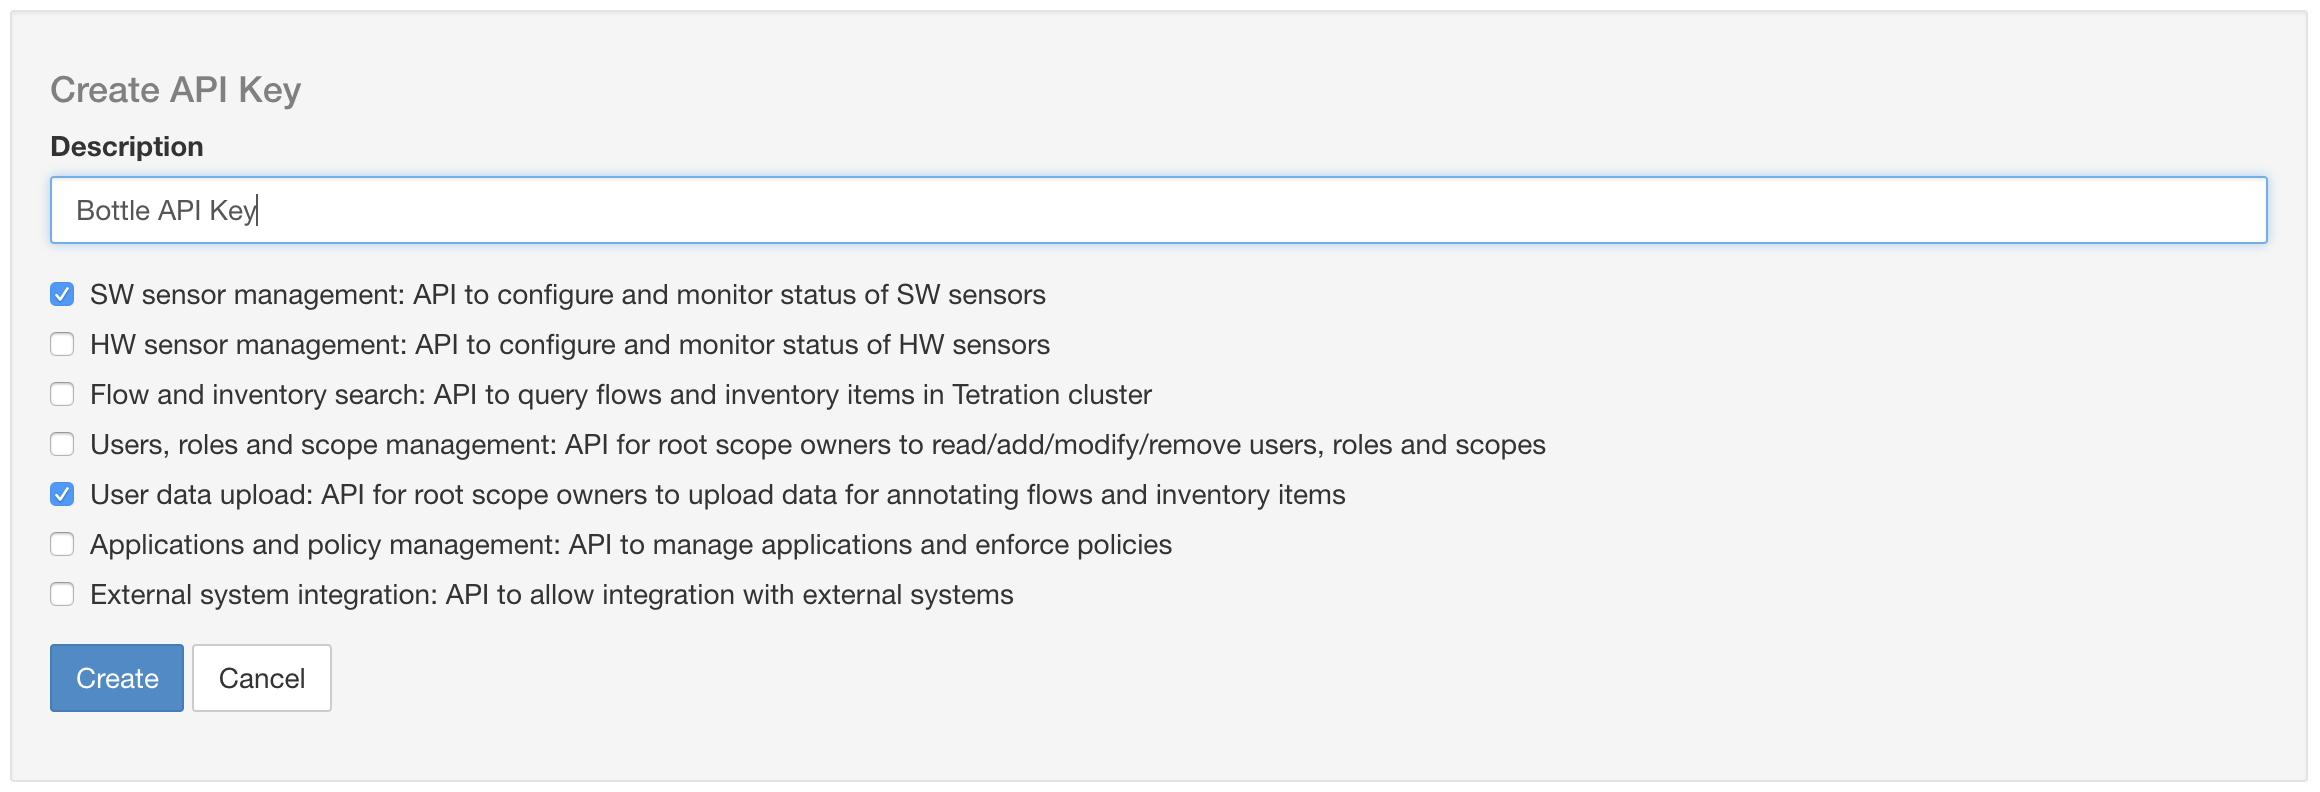 Create API Key
Description
Bottle API Key
SW sensor management: API to configure and monitor status of SW sensors
HW sensor management: API to configure and monitor status of HW sensors
Flow and inventory search: API to query flows and inventory items in Tetration cluster
Users, roles and scope management: API for root scope owners to read/add/modify/remove users, roles and scopes
User data upload: API for root scope owners to upload data for annotating flows and inventory items
Applications and policy management: API to manage applications and enforce policies
External system integration: API to allow integration with external systems
Create Cancel